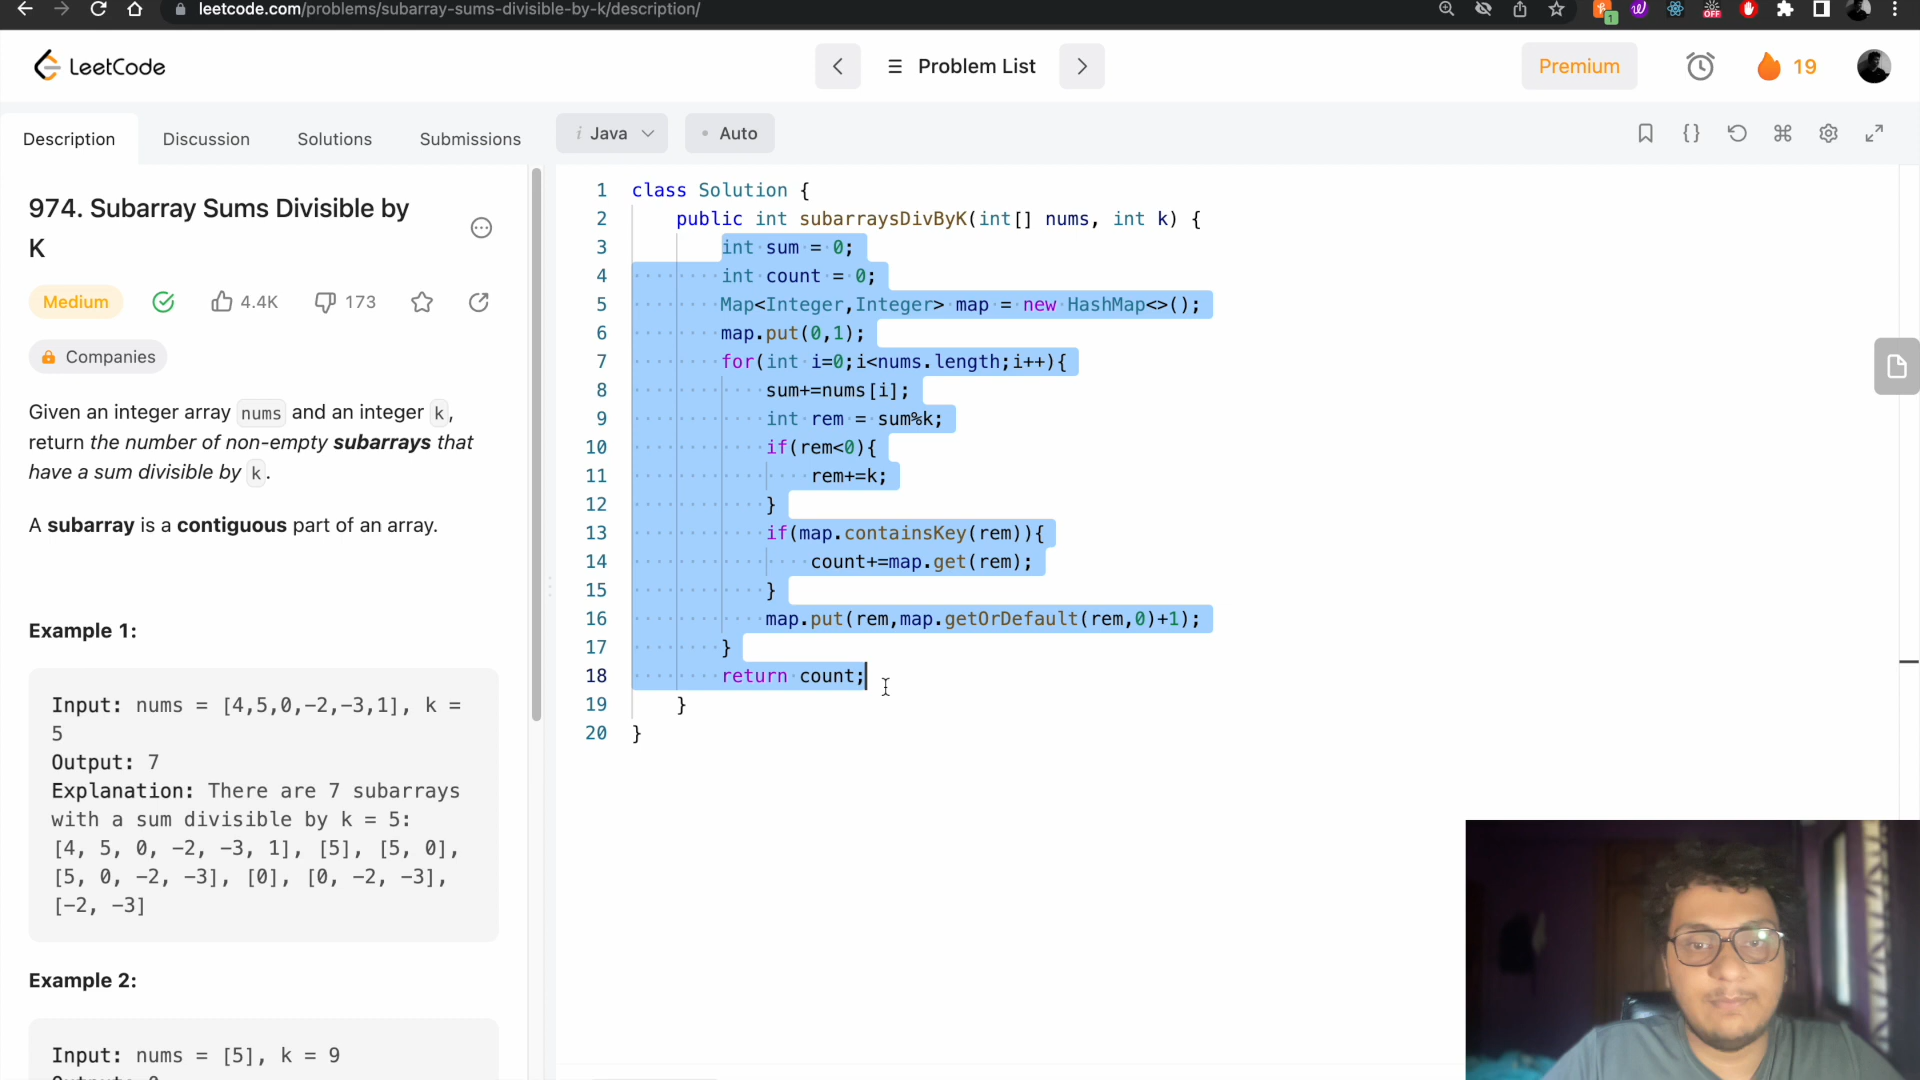 leetcode.com/problems/subarray-sums-divisible-by-k/description/
OFF
1
LeetCode
Problem List
Premium
19
Description
Discussion
Solutions
Submissions
i Java
Auto
974. Subarray Sums Divisible by
K
Medium
4.4K
173
Companies
Given an integer array nums and an integer k,
return the number of non-empty subarrays that
have a sum divisible by k.
A subarray is a contiguous part of an array.
Example 1:
Input: nums = [4,5,0,-2,-3,1], k =
5
Output: 7
Explanation: There are 7 subarrays
with a sum divisible by k = 5:
[4, 5, 0, -2, -3, 1], [5], [5, 0],
[5, 0, -2, -3], [0], [0, -2, -3],
[-2, -3]
Example 2:
Input: nums = [5], k = 9
1 class Solution {
2 public int subarraysDivByK(int[] nums, int k) {
3 int sum = 0;
4 int count = 0;
5 Map<Integer,Integer> map = new HashMap<>();
6 map.put(0,1);
7 for(int i=0;i<nums.length;i++){
8 sum+=nums[i];
9 int rem = sum%k;
10 if(rem<0){
11 rem+=k;
12 }
13 if(map.containsKey(rem)){
14 count+=map.get(rem);
15 }
16 map.put(rem,map.getOrDefault(rem,0)+1);
17 }
18 return count;
19 }
20 }